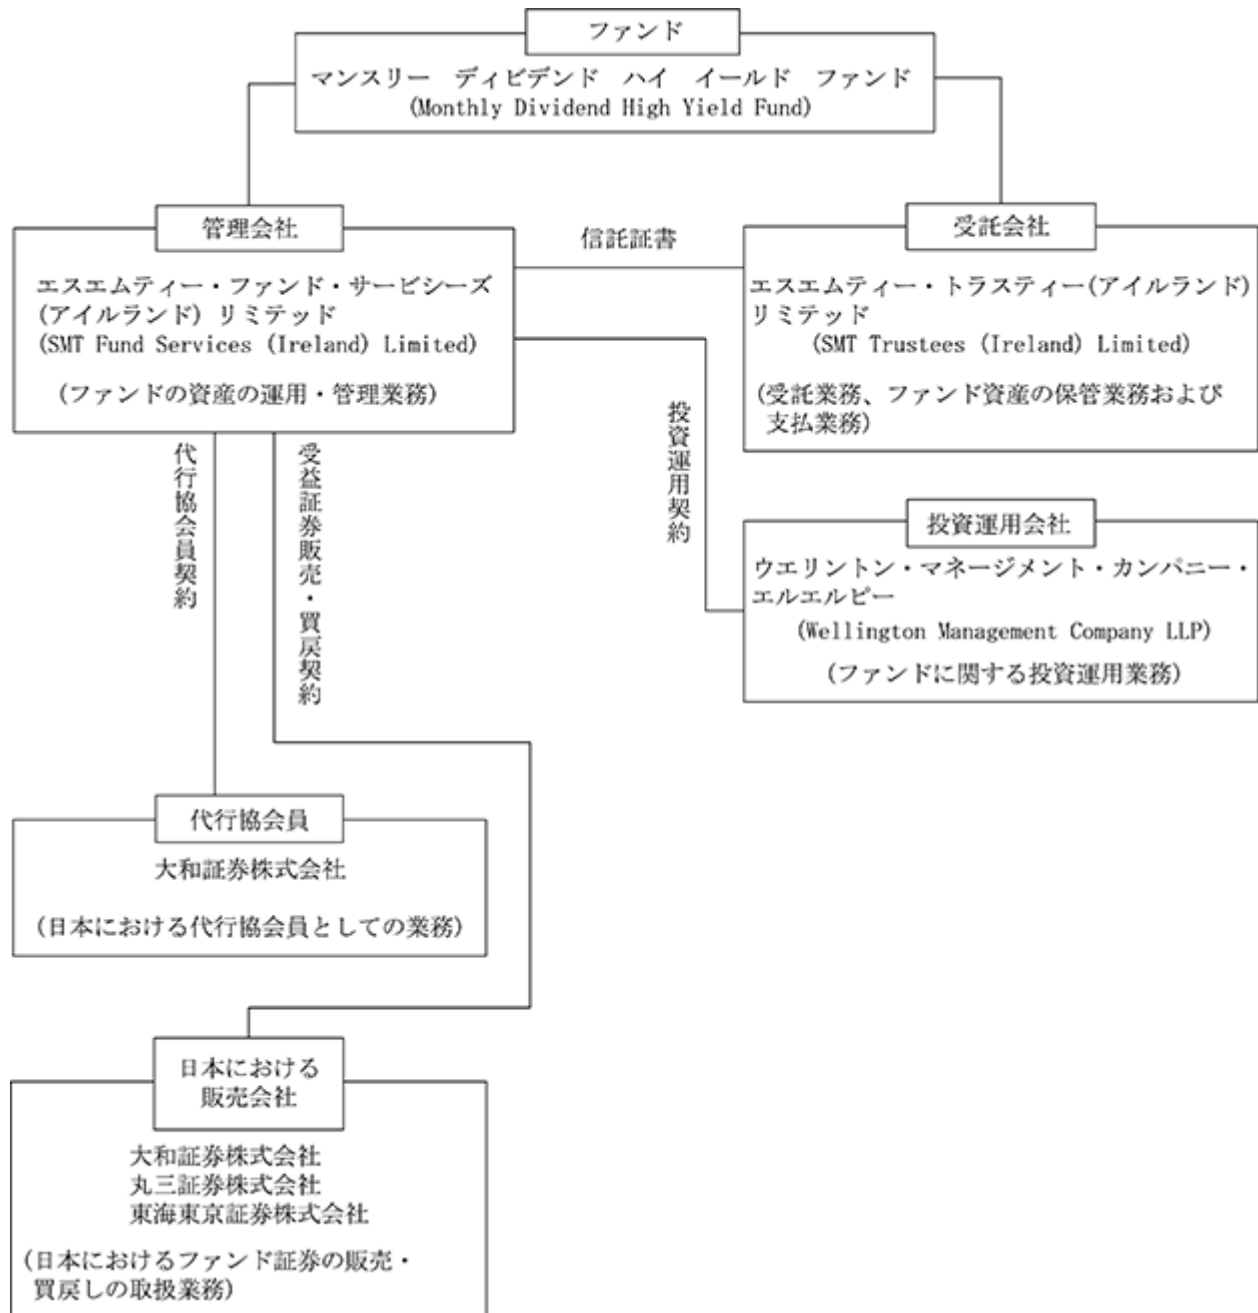 ファンド
マンスリー ディビデンド ハイ イールド ファンド
(Monthly Dividend High Yield Fund)
管理会社
エスエムティー・ファンド・サービシーズ
(アイルランド) リミテッド
(SMT Fund Services (Ireland) Limited)
(ファンドの資産の運用・管理業務)
信託証書
受託会社
エスエムティー・トラスティー(アイルランド)
リミテッド
(SMT Trustees (Ireland) Limited)
(受託業務、ファンド資産の保管業務および
支払業務)
代行協会員契約
受益証券販売・買戻契約
投資運用契約
投資運用会社
ウエリントン・マネージメント・カンパニー・
エルエルピー
(Wellington Management Company LLP)
(ファンドに関する投資運用業務)
代行協会員
大和証券株式会社
(日本における代行協会員としての業務)
日本における
販売会社
大和証券株式会社
丸三証券株式会社
東海東京証券株式会社
(日本におけるファンド証券の販売・
買戻しの取扱業務)